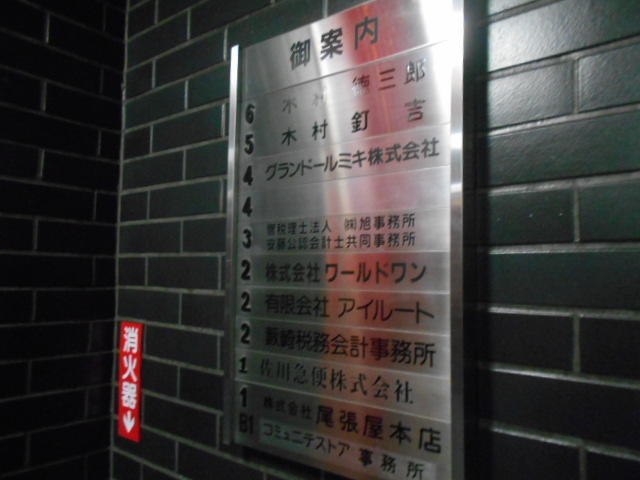 御案内
6 木村 徳三郎
5 木村 釘吉
4 グランドールミキ株式会社
4
3 税理士法人 ㈱旭事務所
安藤公認会計士共同事務所
2 株式会社 ワールドワン
2 有限会社 アイルート
2 藪崎税務会計事務所
1 佐川急便株式会社
1 株式会社 尾張屋本店
B1 コミュニテストア 事務所
消火器